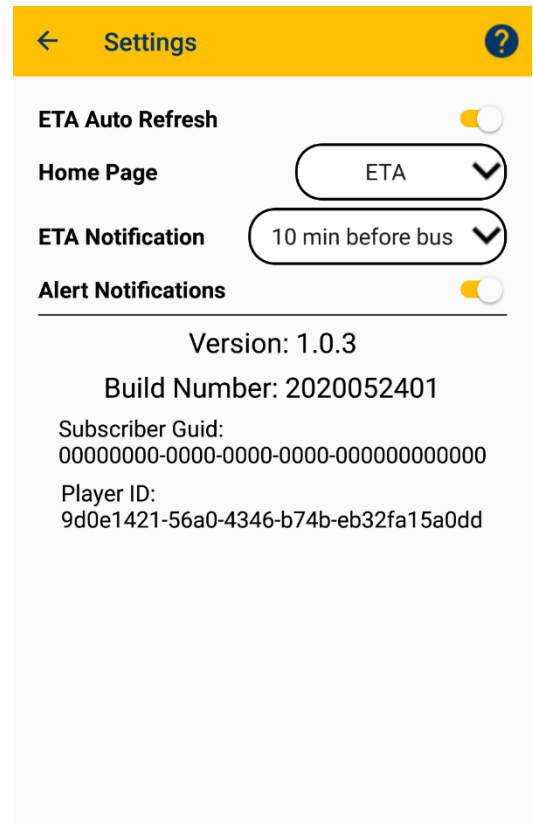 Settings ?
ETA Auto Refresh
Home Page ETA
ETA Notification 10 min before bus
Alert Notifications
Version: 1.0.3
Build Number: 2020052401
Subscriber Guid:
00000000-0000-0000-0000-000000000000
Player ID:
9d0e1421-56a0-4346-b74b-eb32fa15a0dd